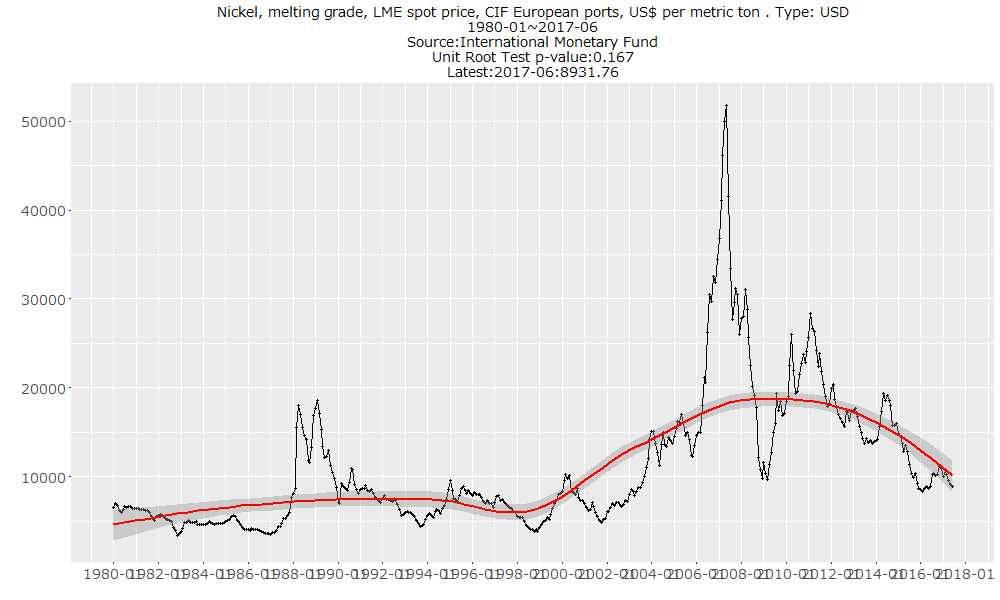 Nickel, melting grade, LME spot price, CIF European ports, US$ per metric ton . Type: USD
1980-01~2017-06
Source:International Monetary Fund
Unit Root Test p-value:0.167
Latest:2017-06:8931.76
50000
40000
30000
20000
10000
1980-01 1982-01 1984-01 1986-01 1988-01 1990-01 1992-01 1994-01 1996-01 1998-01 2000-01 2002-01 2004-01 2006-01 2008-01 2010-01 2012-01 2014-01 2016-01 2018-01